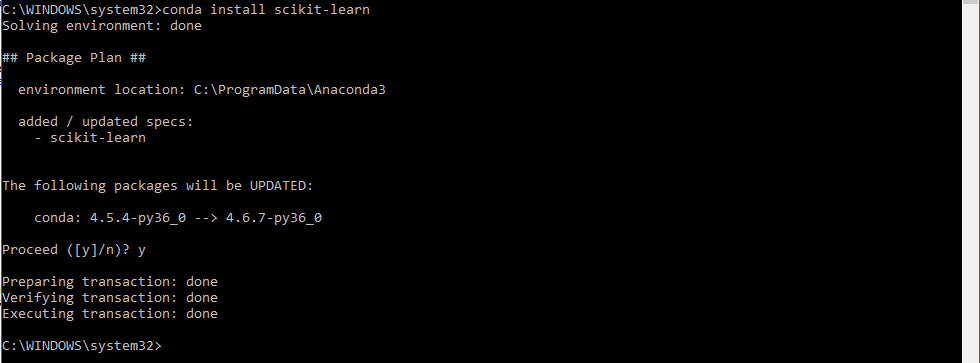 C:\WINDOWS\system32>conda install scikit-learn
Solving environment: done
## Package Plan ##
environment location: C:\ProgramData\Anaconda3
added / updated specs:
- scikit-learn
The following packages will be UPDATED:
conda: 4.5.4-py36_0 --> 4.6.7-py36_0
Proceed ([y]/n)? y
Preparing transaction: done
Verifying transaction: done
Executing transaction: done
C:\WINDOWS\system32>